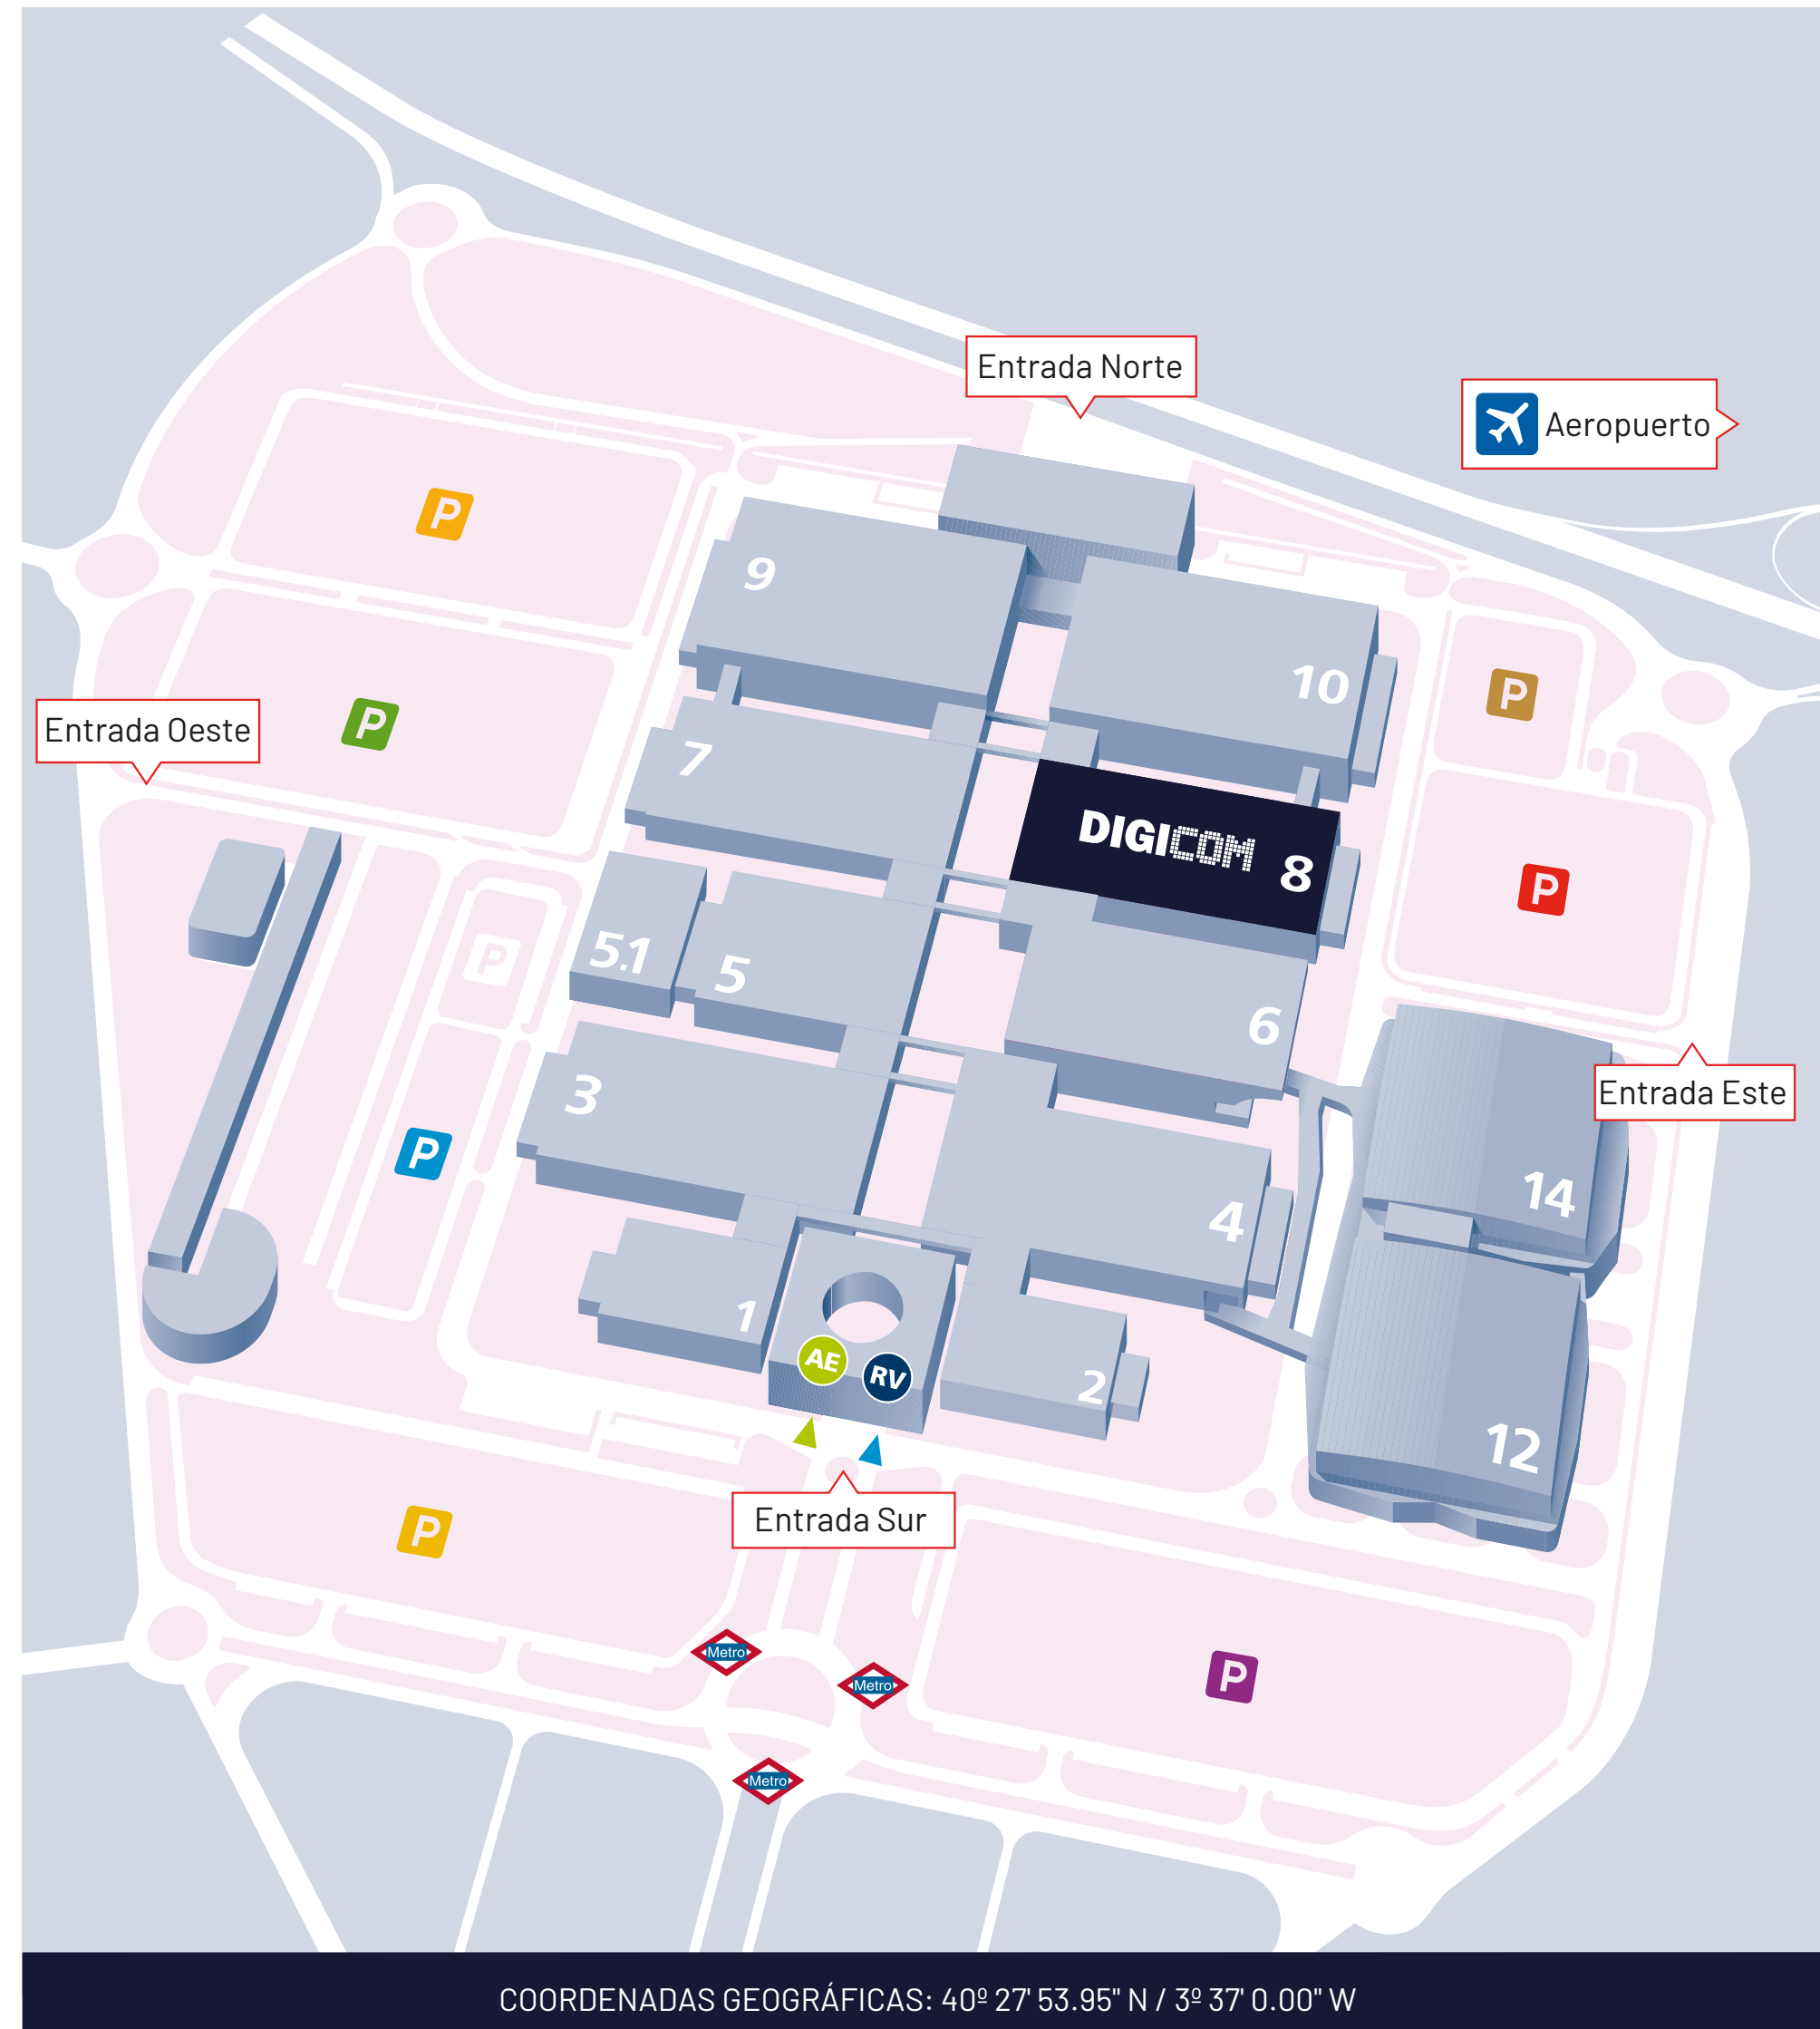 Entrada Norte
Aeropuerto
P
9
10
P
P
Entrada Oeste
7
DIGICOM 8
P
5.1
5
P
6
Entrada Este
3
P
14
4
1
AE
RV
2
12
Entrada Sur
P
Metro
Metro
P
Metro
COORDENADAS GEOGRÁFICAS: 40º 27' 53.95" N / 3º 37' 0.00" W